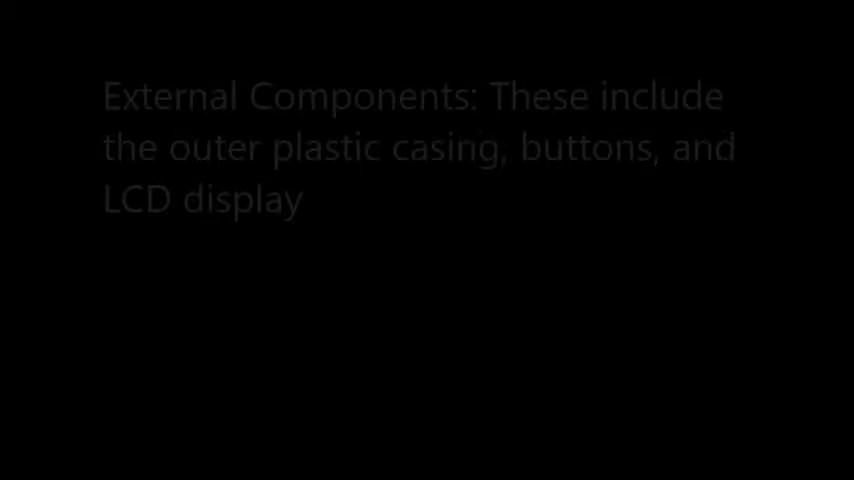 External Components: These include
the outer plastic casing, buttons, and
LCD display